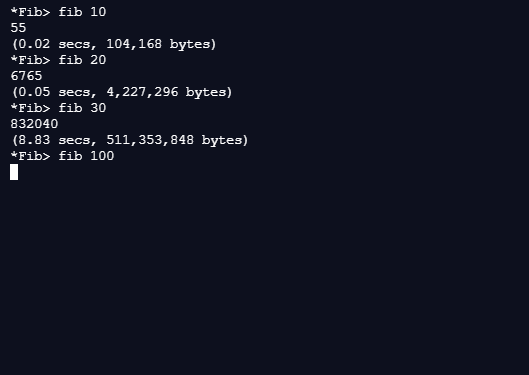 *Fib> fib 10
55
(0.02 secs, 104,168 bytes)
*Fib> fib 20
6765
(0.05 secs, 4,227,296 bytes)
*Fib> fib 30
832040
(8.83 secs, 511,353,848 bytes)
*Fib> fib 100